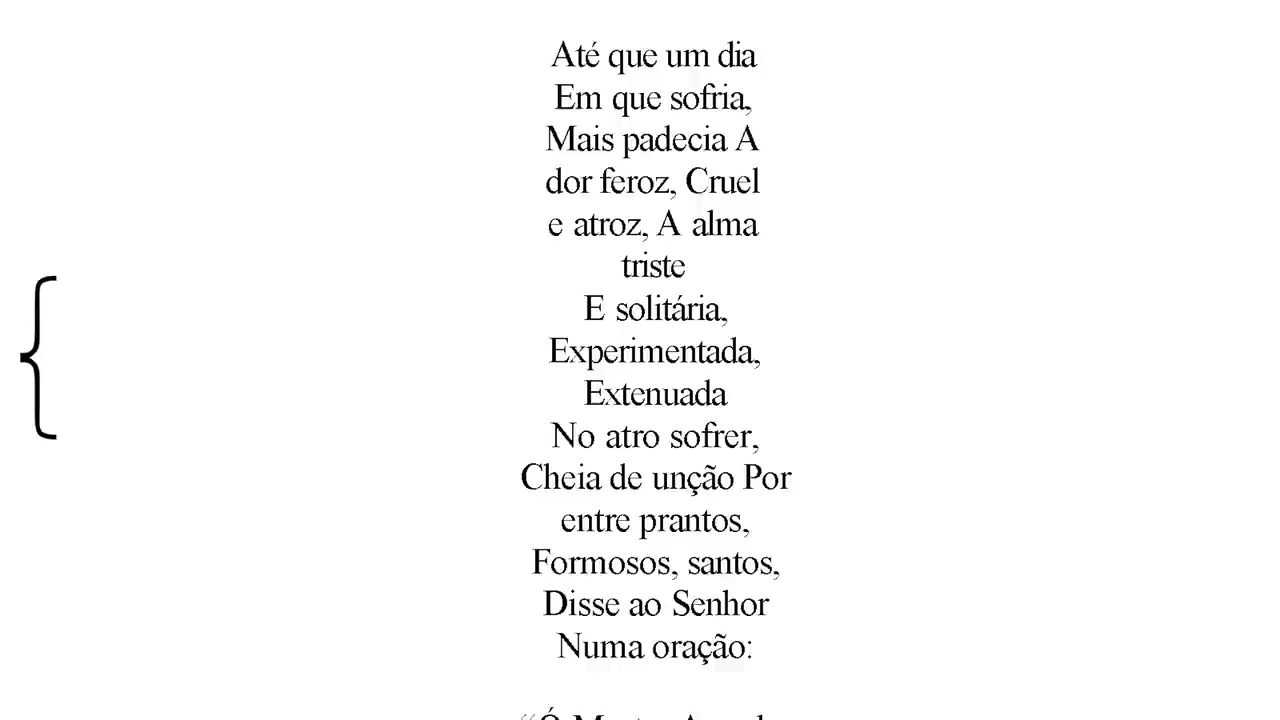 Até que um dia
Em que sofria,
Mais padecia A
dor feroz, Cruel
e atroz, A alma
triste
E solitária,
Experimentada,
Extenuada
No atro sofrer,
Cheia de unção Por
entre prantos,
Formosos, santos,
Disse ao Senhor
Numa oração: